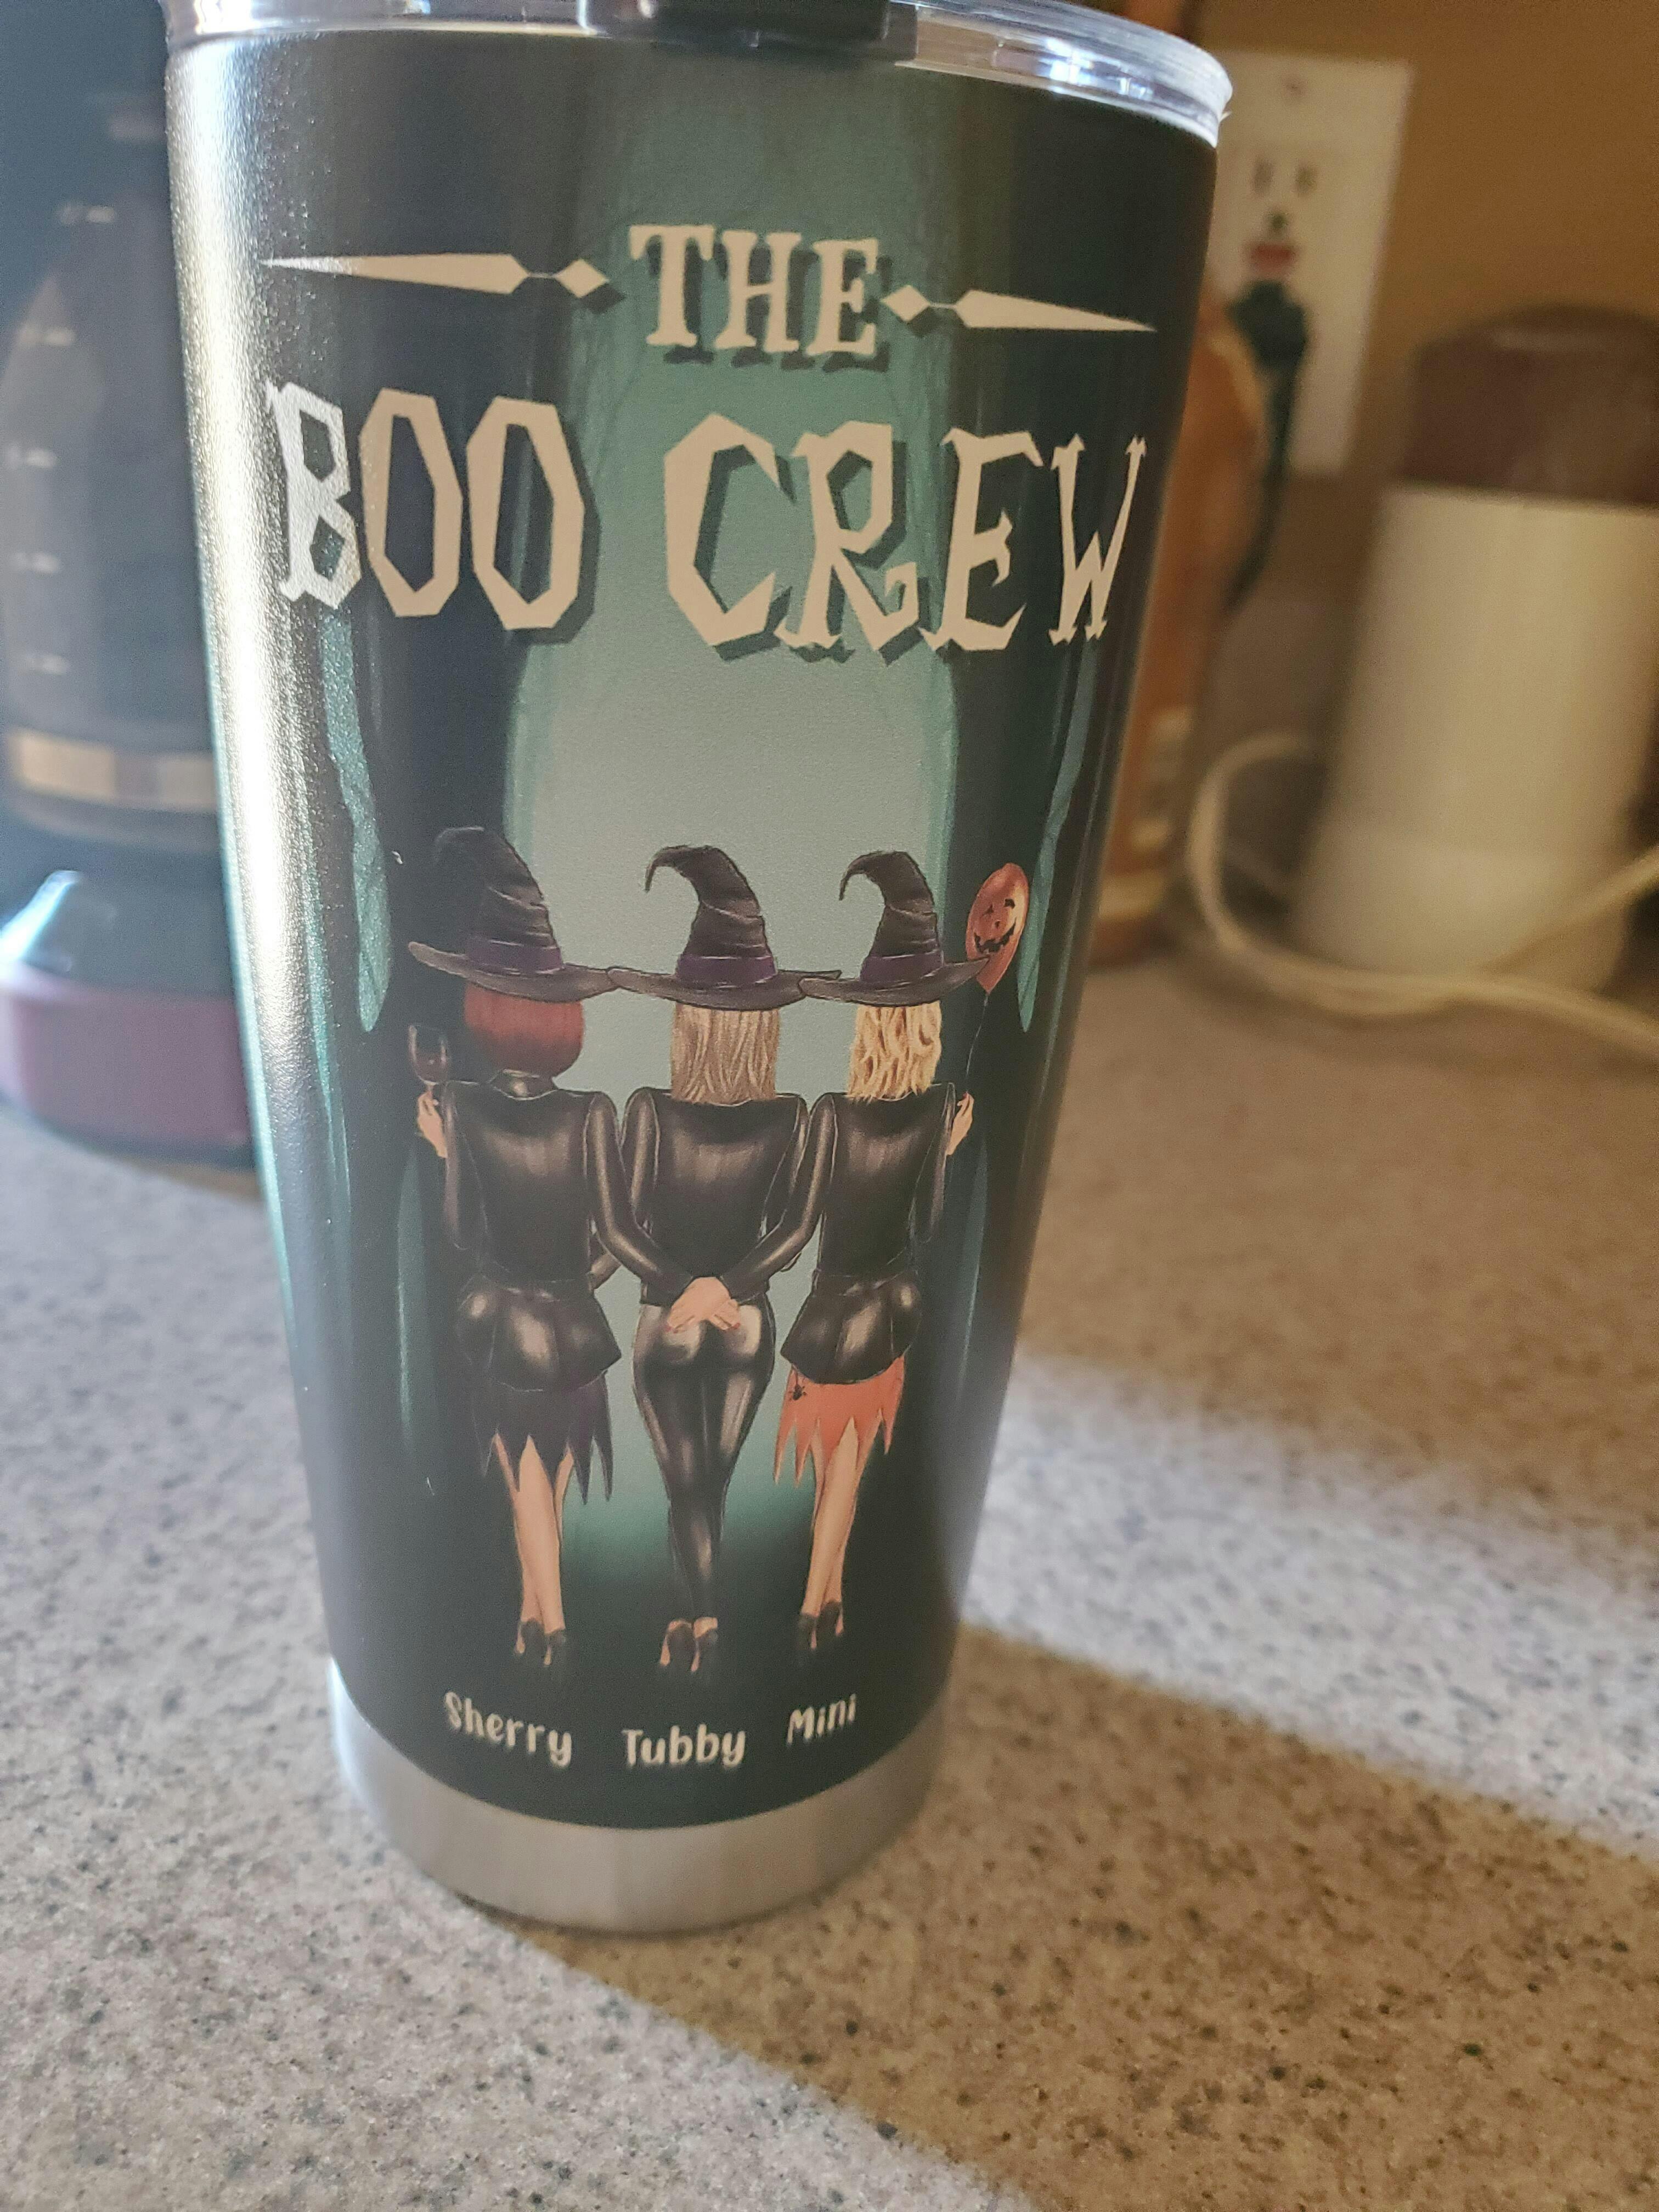 THE
BOO CREW
Sherry Tubby Mini